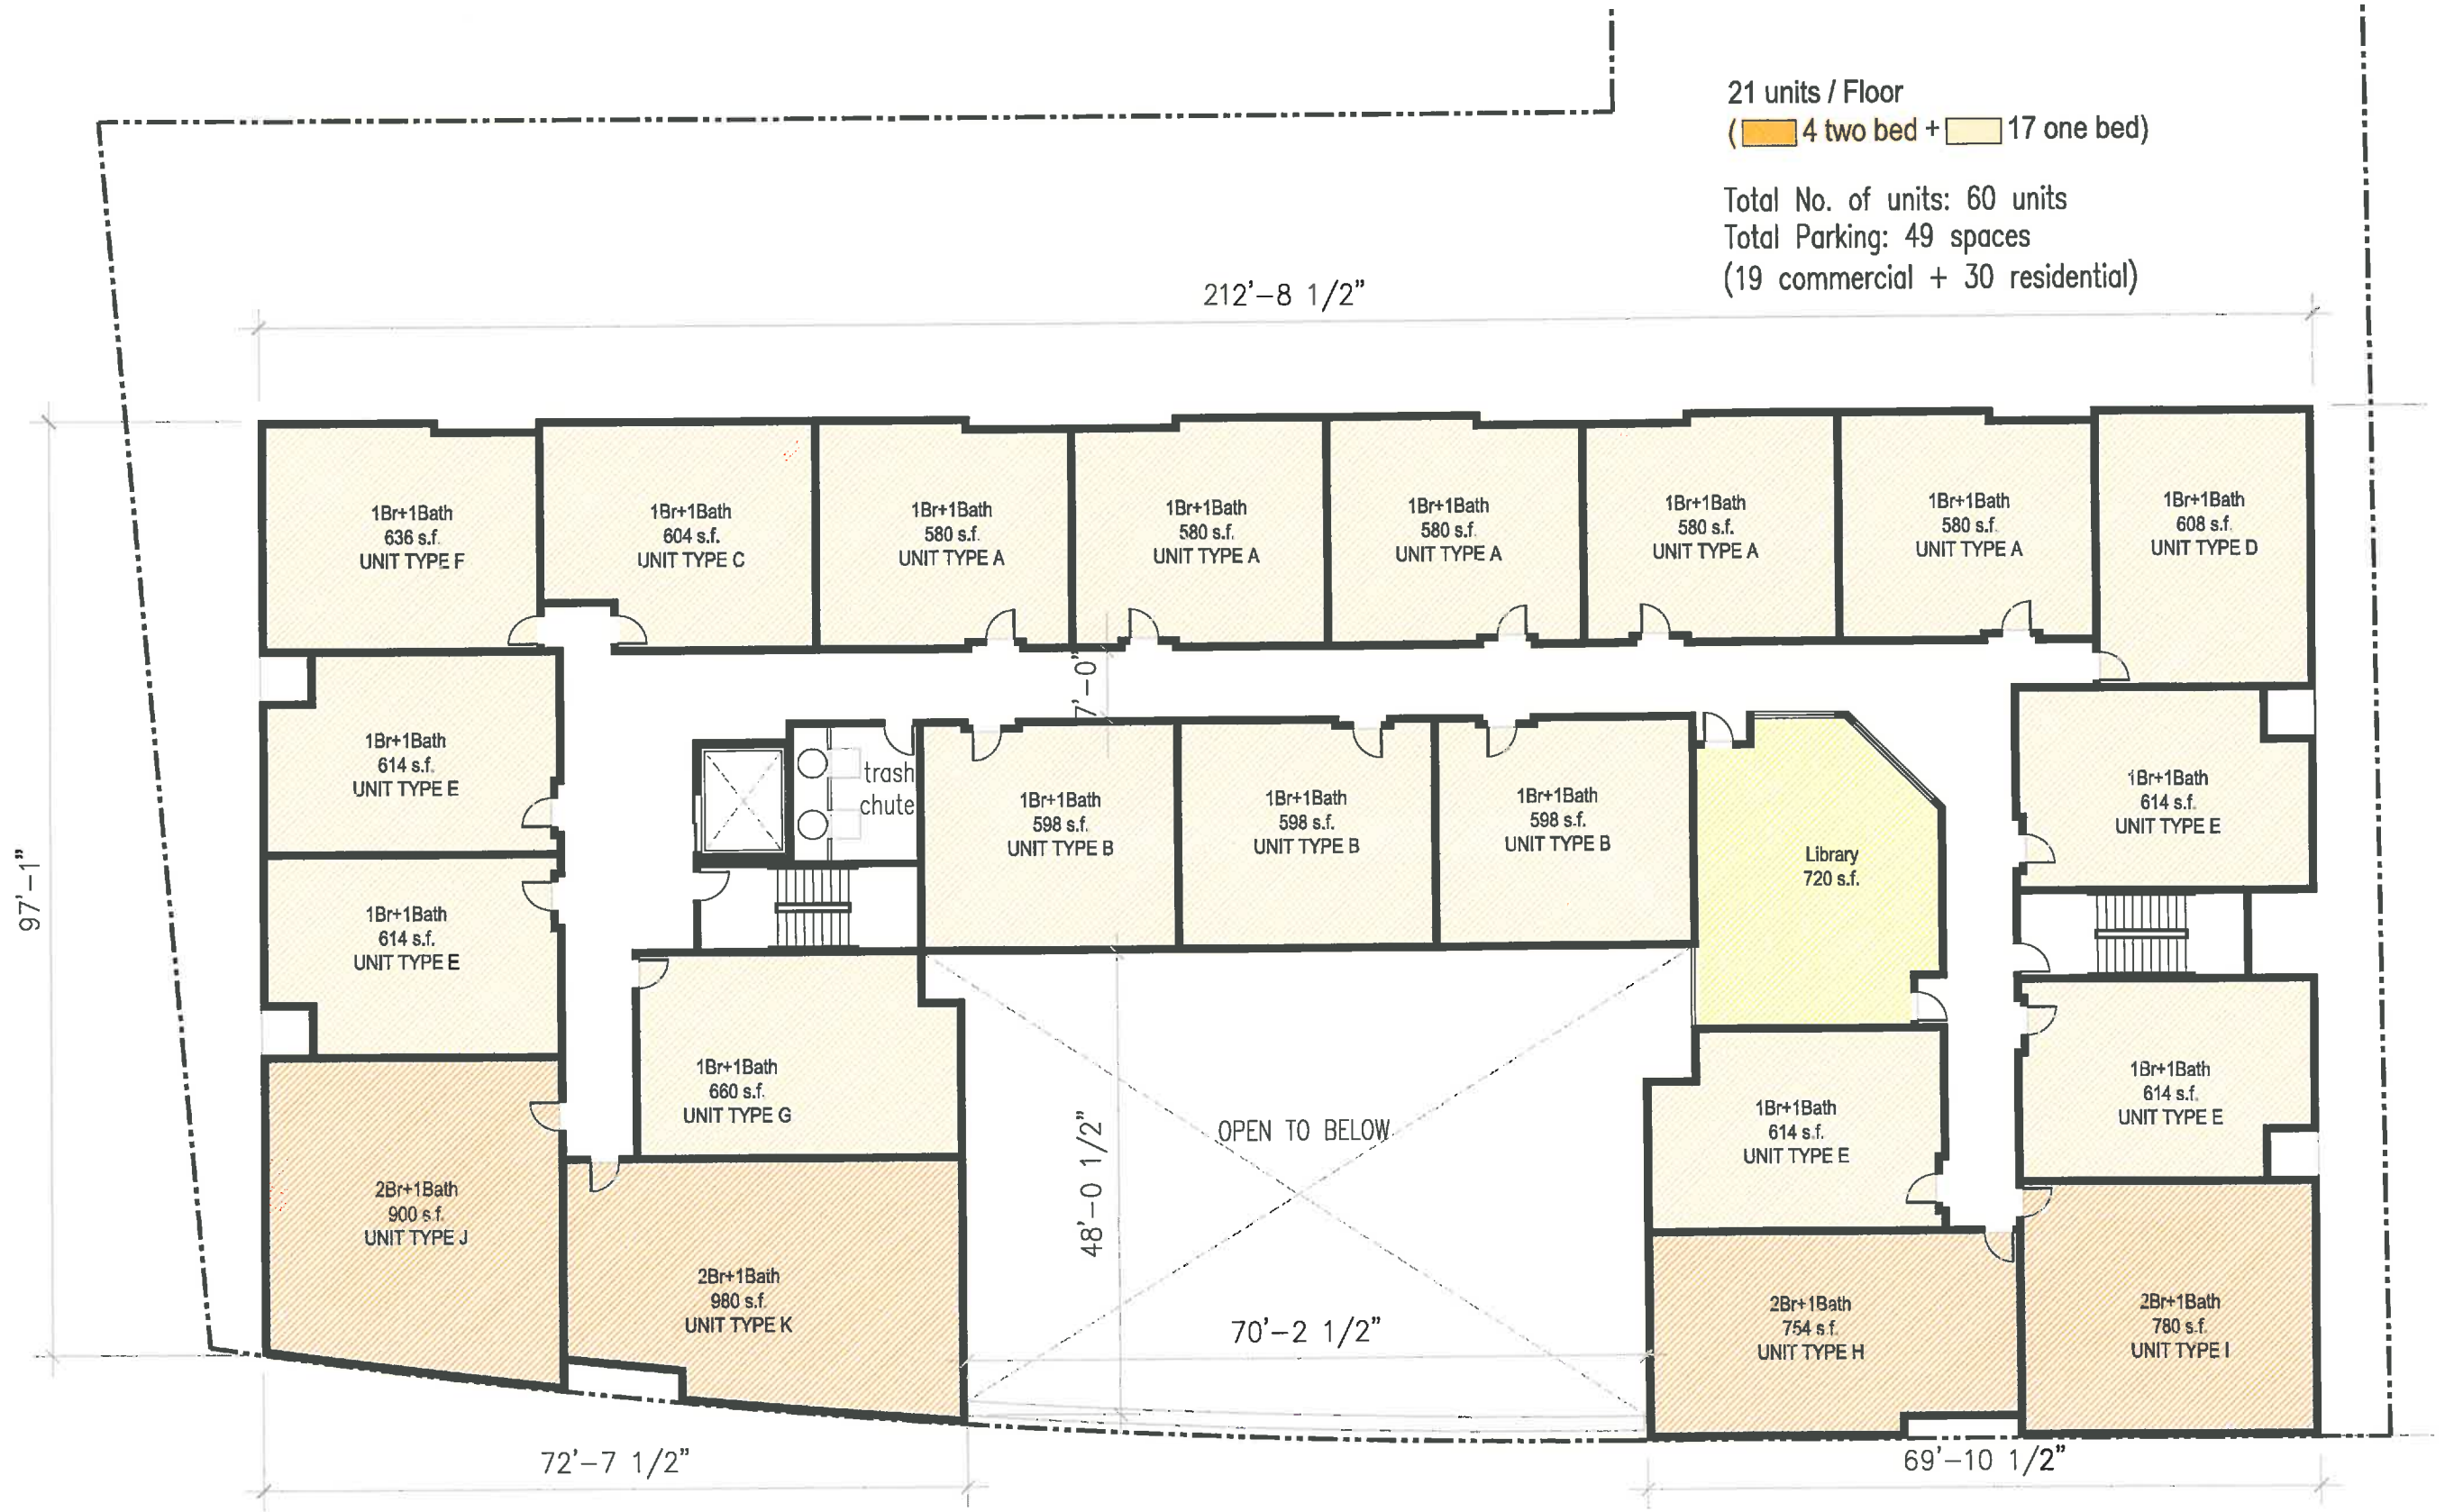 21 units / Floor
( 4 two bed + 17 one bed)
Total No. of units: 60 units
Total Parking: 49 spaces
(19 commercial + 30 residential)
212'-8 1/2"
1Br+1Bath
636 s.f.
UNIT TYPE F
1Br+1Bath
604 s.f.
UNIT TYPE C
1Br+1Bath
580 s.f.
UNIT TYPE A
1Br+1Bath
580 s.f.
UNIT TYPE A
1Br+1Bath
580 s.f.
UNIT TYPE A
1Br+1Bath
580 s.f.
UNIT TYPE A
1Br+1Bath
580 s.f.
UNIT TYPE A
1Br+1Bath
608 s.f.
UNIT TYPE D
7'-0"
1Br+1Bath
614 s.f.
UNIT TYPE E
trash
chute
1Br+1Bath
598 s.f.
UNIT TYPE B
1Br+1Bath
598 s.f.
UNIT TYPE B
1Br+1Bath
598 s.f.
UNIT TYPE B
Library
720 s.f.
1Br+1Bath
614 s.f.
UNIT TYPE E
97'-1"
1Br+1Bath
614 s.f.
UNIT TYPE E
1Br+1Bath
660 s.f.
UNIT TYPE G
OPEN TO BELOW
48'-0 1/2"
1Br+1Bath
614 s.f.
UNIT TYPE E
1Br+1Bath
614 s.f.
UNIT TYPE E
2Br+1Bath
900 s.f.
UNIT TYPE J
2Br+1Bath
980 s.f.
UNIT TYPE K
70'-2 1/2"
2Br+1Bath
754 s.f.
UNIT TYPE H
2Br+1Bath
780 s.f.
UNIT TYPE I
72'-7 1/2"
69'-10 1/2"